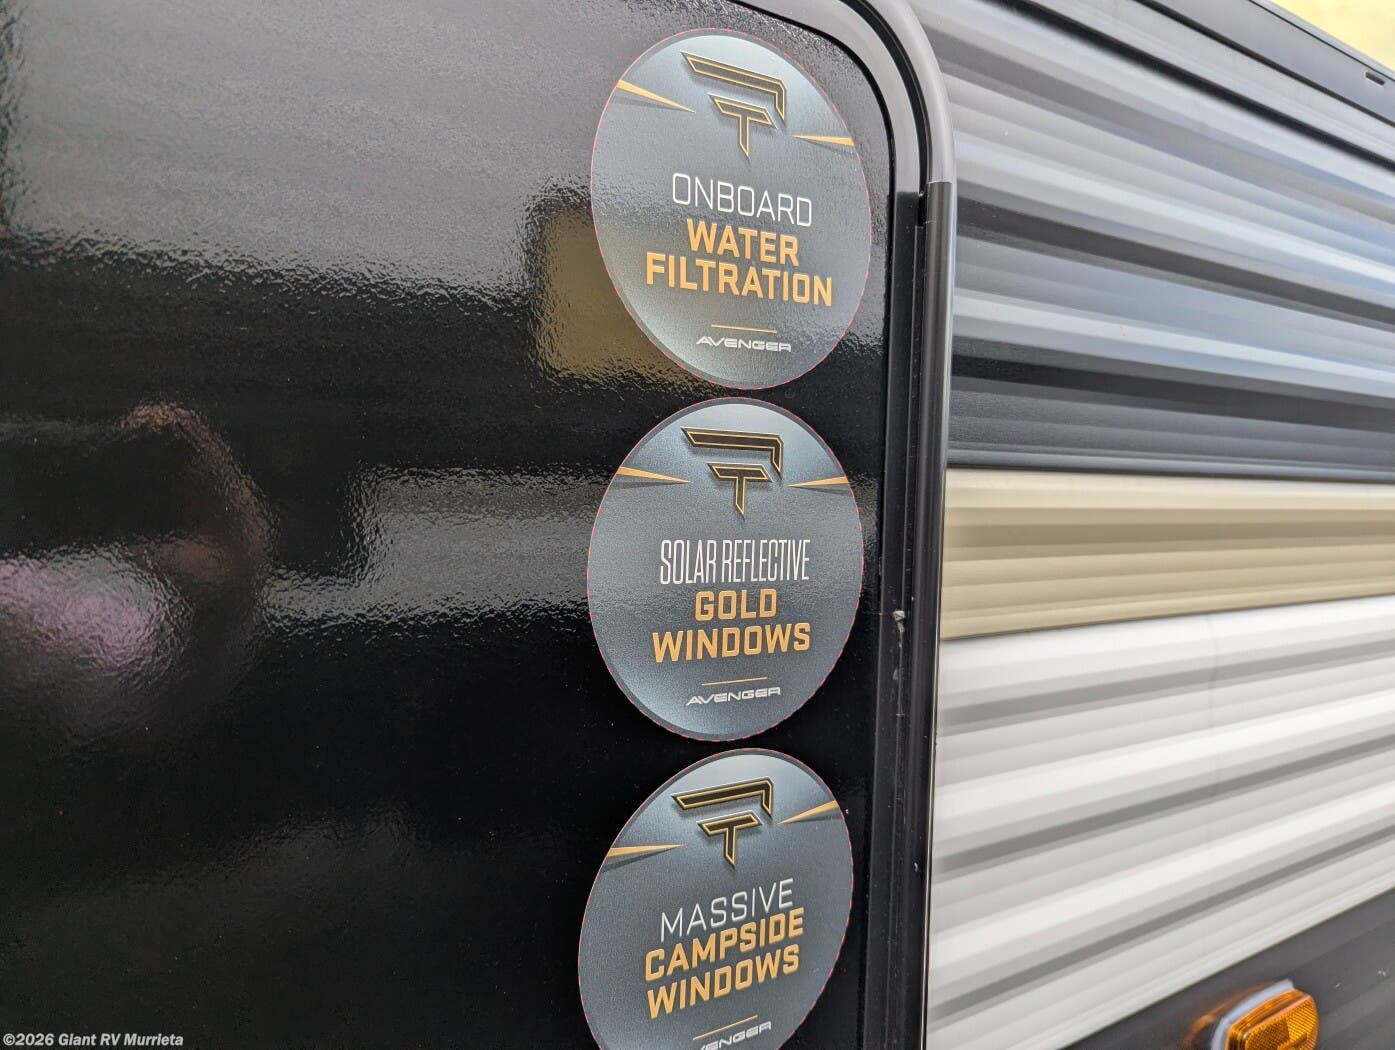 ONBOARD
WATER
FILTRATION
AVENGER
SOLAR REFLECTIVE
GOLD
WINDOWS
AVENGER
MASSIVE
CAMPSIDE
WINDOWS
AVENGER
©2026 Giant RV Murrieta